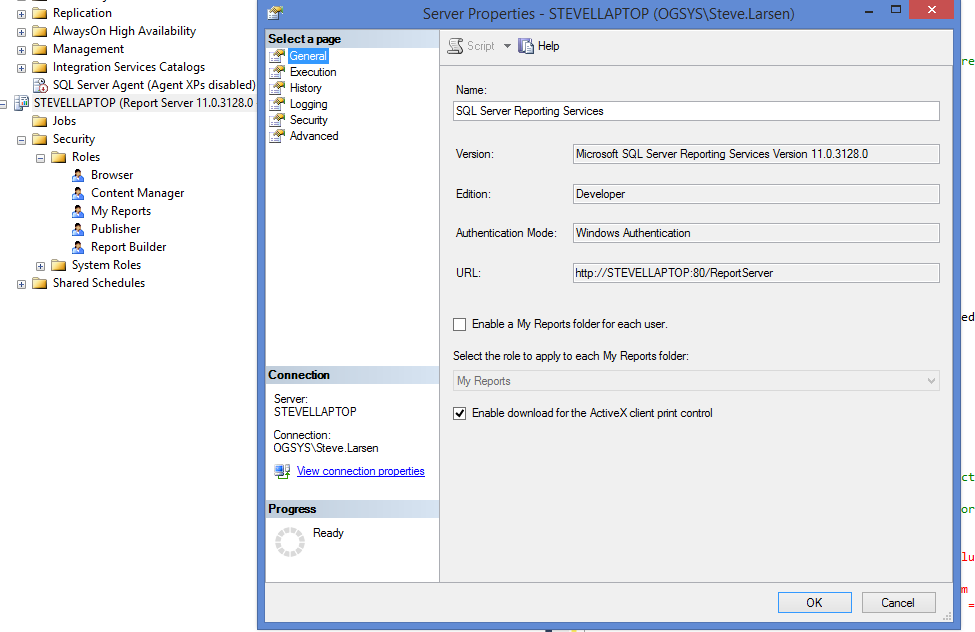 Replication
AlwaysOn High Availability
Management
Integration Services Catalogs
SQL Server Agent (Agent XPs disabled)
STEVELLAPTOP (Report Server 11.0.3128.0
Jobs
Security
Roles
Browser
Content Manager
My Reports
Publisher
Report Builder
System Roles
Shared Schedules
Server Properties - STEVELLAPTOP (OGSYS\Steve.Larsen)
Select a page
General
Execution
History
Logging
Security
Advanced
Connection
Server:
STEVELLAPTOP
Connection:
OGSYS\Steve.Larsen
View connection properties
Progress
Ready
Script
Help
Name:
SQL Server Reporting Services
Version:
Microsoft SQL Server Reporting Services Version 11.0.3128.0
Edition:
Developer
Authentication Mode:
Windows Authentication
URL:
http://STEVELLAPTOP:80/ReportServer
Enable a My Reports folder for each user.
Select the role to apply to each My Reports folder:
My Reports
Enable download for the ActiveX client print control
OK
Cancel
re
ed
ct
or
lu
m
=